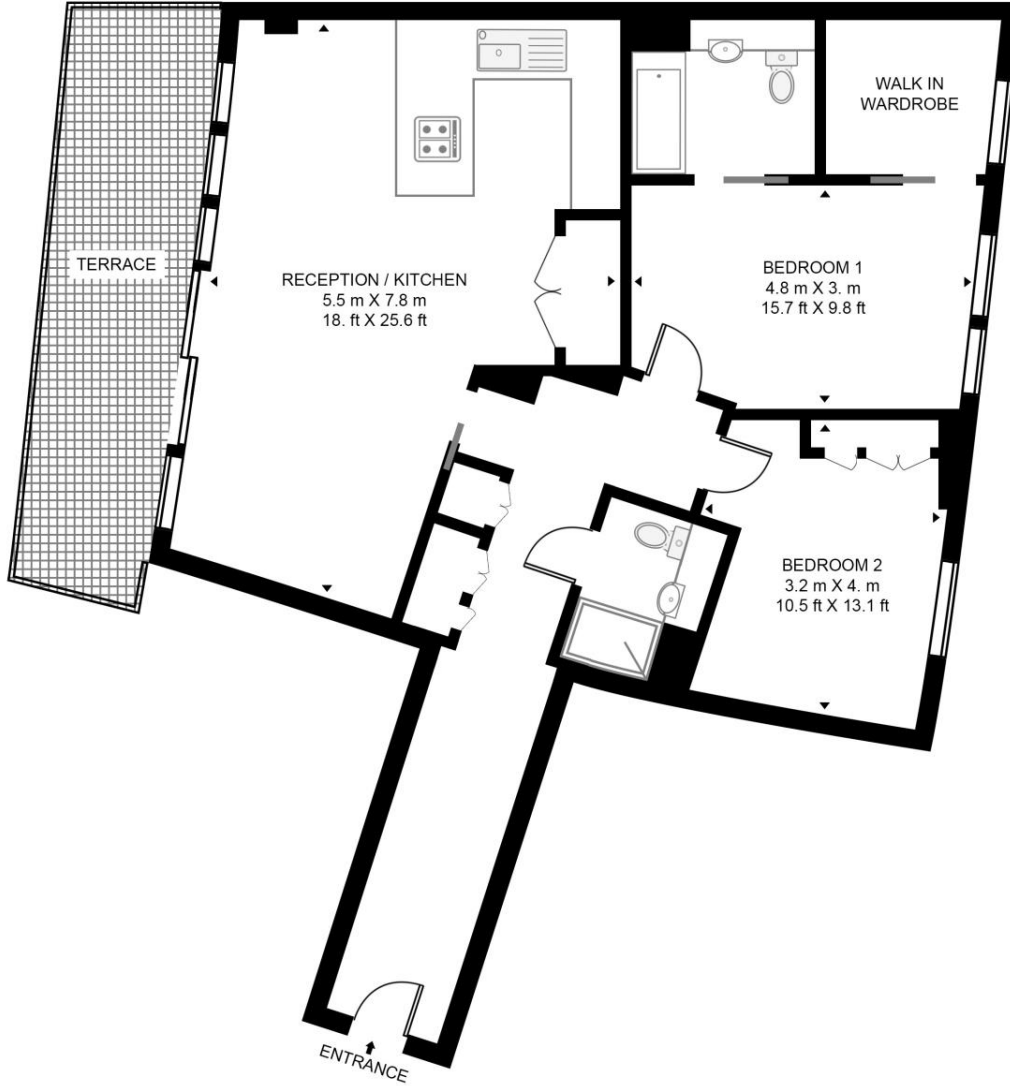 WALK IN
WARDROBE
TERRACE
RECEPTION / KITCHEN
5.5 m X 7.8 m
18. ft X 25.6 ft
BEDROOM 1
4.8 m X 3. m
15.7 ft X 9.8 ft
BEDROOM 2
3.2 m X 4. m
10.5 ft X 13.1 ft
ENTRANCE